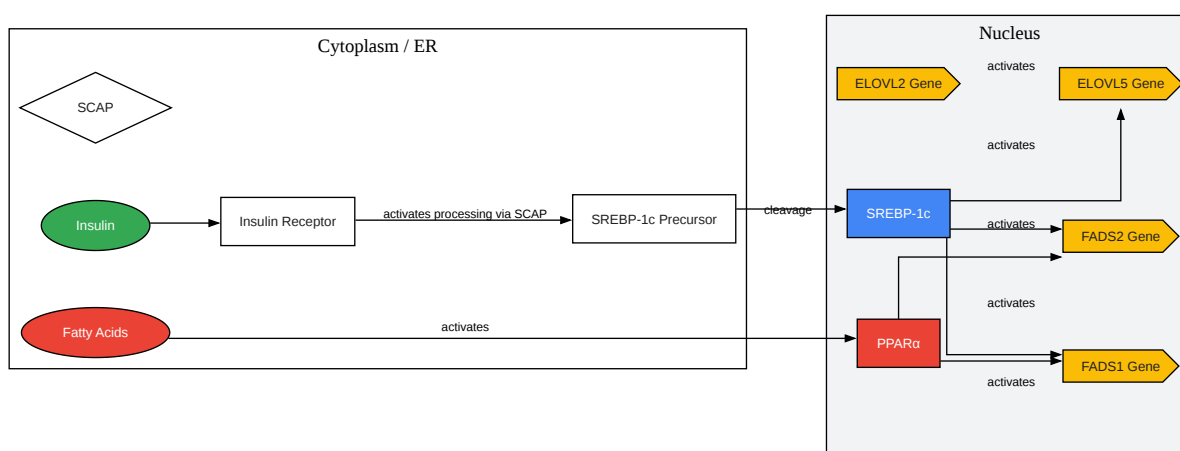 Cytoplasm / ER
SCAP
Insulin
Insulin Receptor
activates processing via SCAP
SREBP-1c Precursor
cleavage
Fatty Acids
activates
Nucleus
activates
ELOVL2 Gene
ELOVL5 Gene
activates
SREBP-1c
activates
FADS2 Gene
activates
PPARα
FADS1 Gene
activates